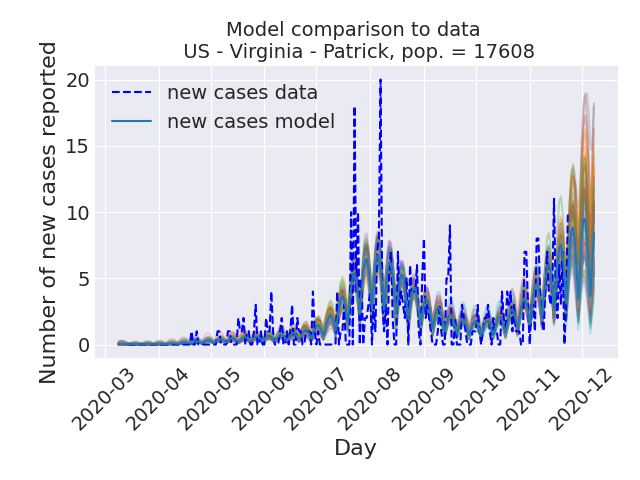 Model comparison to data
US - Virginia - Patrick, pop. = 17608
Number of new cases reported
new cases data
new cases model
20
15
10
5
0
2020-03
2020-04
2020-05
2020-06
2020-07
2020-08
2020-09
2020-10
2020-11
2020-12
Day